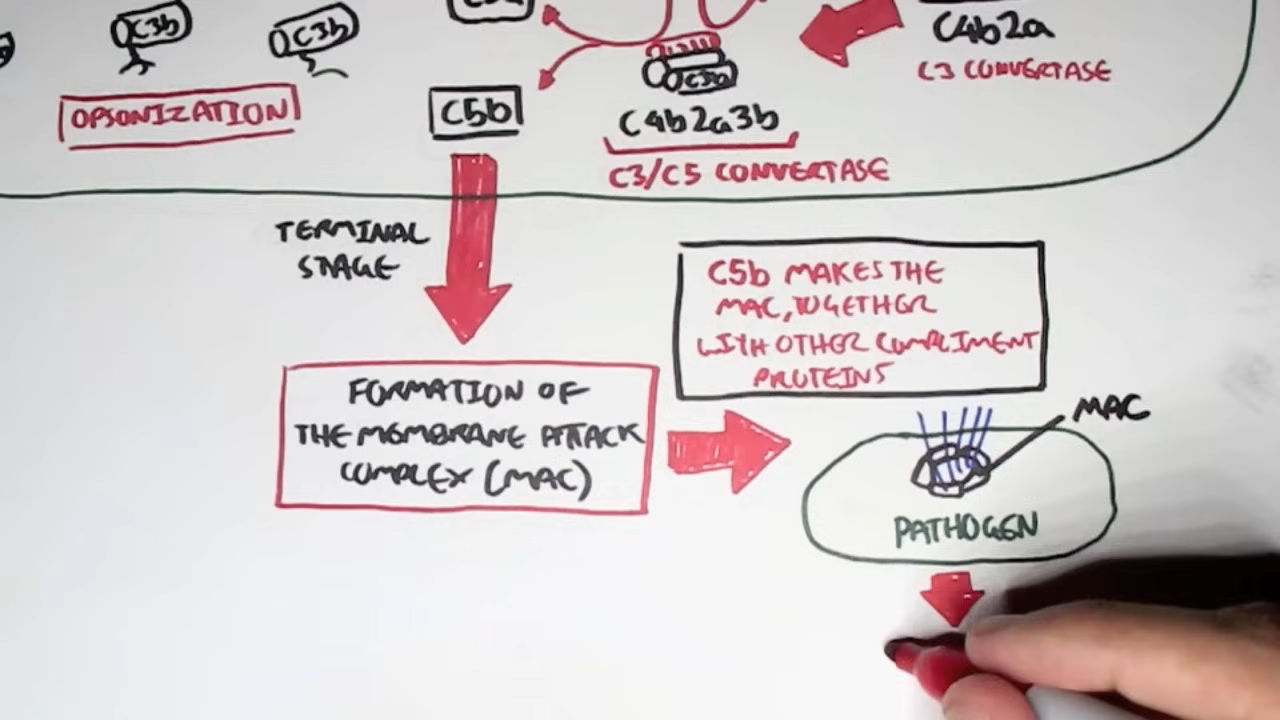 C3b
C3b
C4b2a
C3 CONVERTASE
OPSONIZATION
C5b
C3b
C4b2a3b
C3/C5 CONVERTASE
TERMINAL
STAGE
C5b MAKES THE
MAC, TOGETHER
WITH OTHER COMPLIMENT
PROTEINS
FORMATION OF
THE MEMBRANE ATTACK
COMPLEX (MAC)
MAC
PATHOGEN